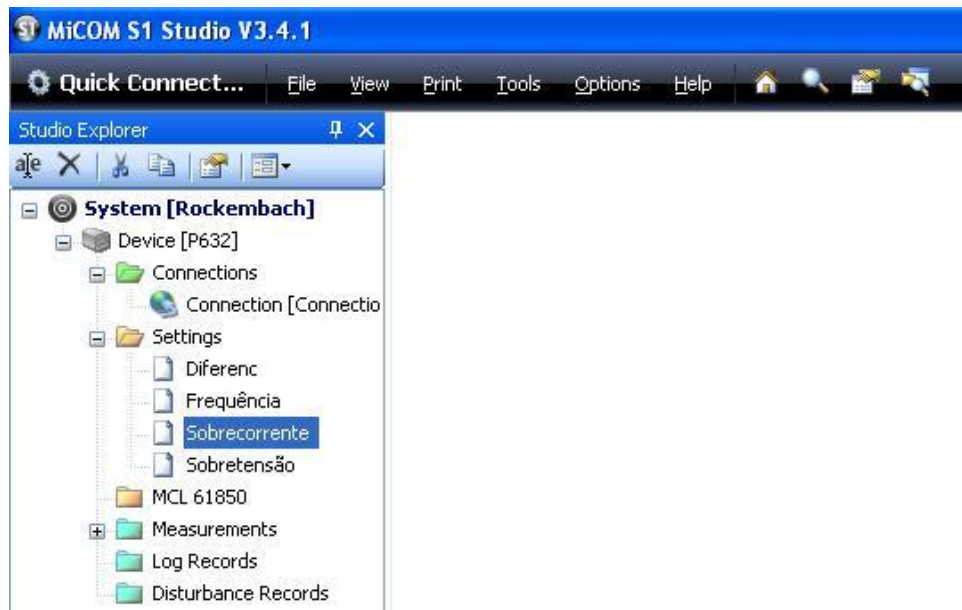 S1 MiCOM S1 Studio V3.4.1
Quick Connect... File View Print Tools Options Help
Studio Explorer
System [Rockembach]
Device [P632]
Connections
Connection [Connectio
Settings
Diferenc
Frequência
Sobrecorrente
Sobretensão
MCL 61850
Measurements
Log Records
Disturbance Records